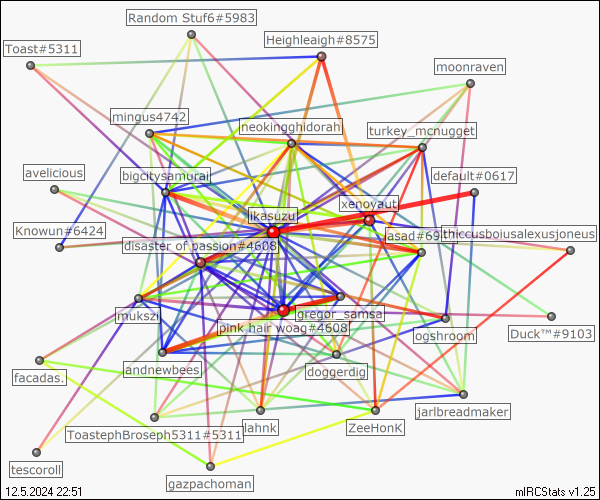 Random Stuf6#5983
Toast#5311
Heighleaigh#8575
moonraven
mingus4742
neokingghidorah
turkey_mcnugget
avelicious
bigcitysamurai
default#0617
xenoyaut
ikasuzu
Knowun#6424
disaster of passion#4608
asad#69
thiccusboiusalexusjoneus
imukszi
gregor_samsa
pink hair woag#4608
ogshroom
Duck™#9103
andnewbees
doggerdig
facadas.
jarlbreadmaker
ToastephBroseph5311#5311
lahnk
ZeeHonK
tescoroll
gazpachoman
12.5.2024 22:51
mIRCStats v1.25